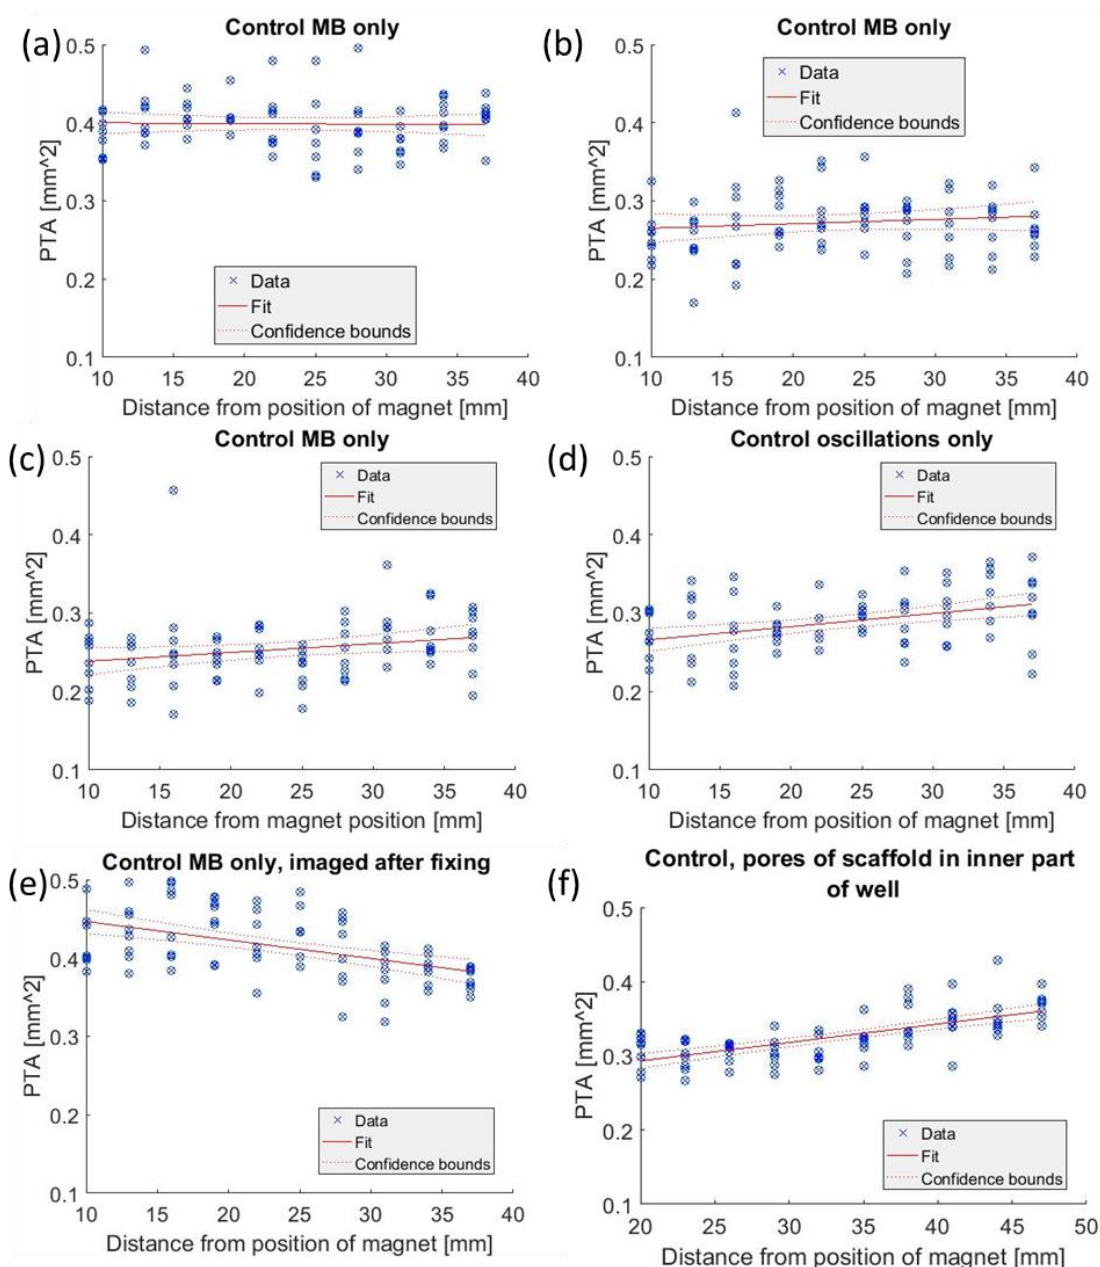 (a)
Control MB only
0.5
0.4
0.3
0.2
0.1
PTA [mm^2]
Data
Fit
Confidence bounds
10 15 20 25 30 35 40
Distance from position of magnet [mm]
(b)
Control MB only
0.5
0.4
0.3
0.2
0.1
PTA [mm^2]
Data
Fit
Confidence bounds
10 15 20 25 30 35 40
Distance from position of magnet [mm]
(c)
Control MB only
0.5
0.4
0.3
0.2
0.1
PTA [mm^2]
Data
Fit
Confidence bounds
10 15 20 25 30 35 40
Distance from magnet position [mm]
(d)
Control oscillations only
0.5
0.4
0.3
0.2
0.1
PTA [mm^2]
Data
Fit
Confidence bounds
10 15 20 25 30 35 40
Distance from position of magnet [mm]
(e)
Control MB only, imaged after fixing
0.5
0.4
0.3
0.2
0.1
PTA [mm^2]
Data
Fit
Confidence bounds
10 15 20 25 30 35 40
Distance from position of magnet [mm]
(f)
Control, pores of scaffold in inner part
of well
0.5
0.4
0.3
0.2
0.1
PTA [mm^2]
Data
Fit
Confidence bounds
20 25 30 35 40 45 50
Distance from position of magnet [mm]